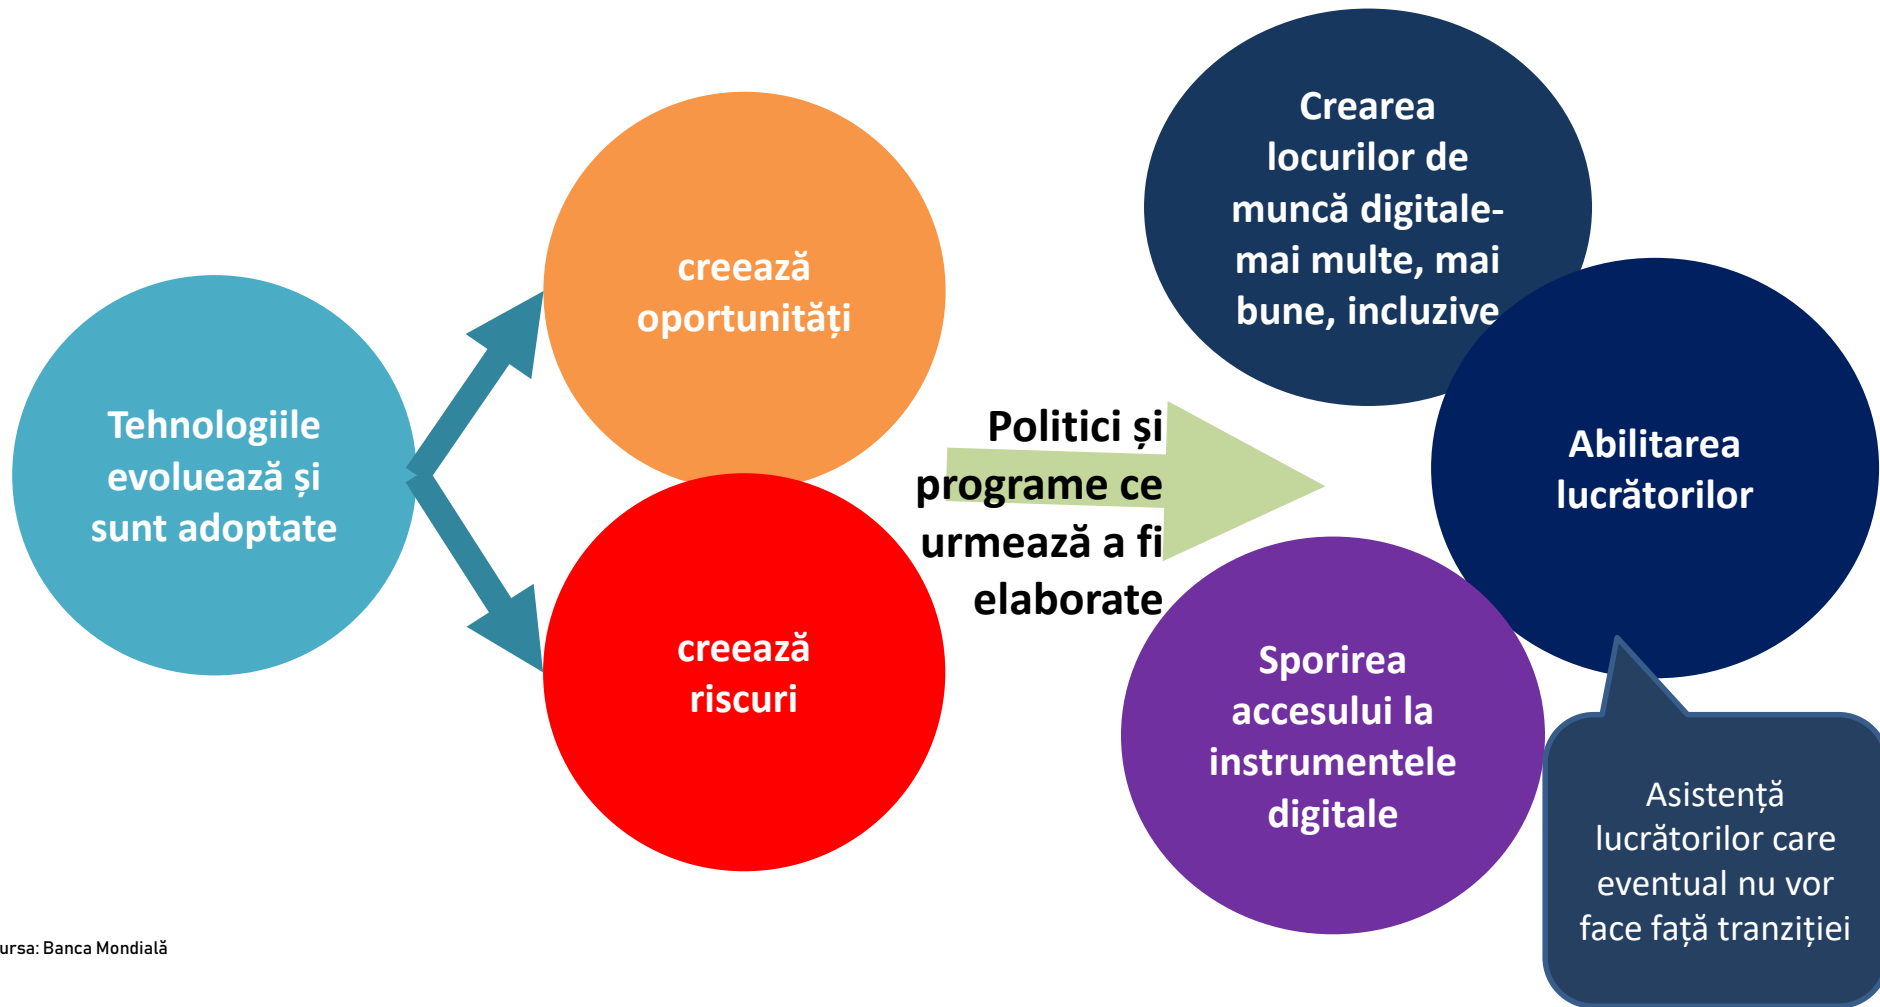 Tehnologiile
evoluează și
sunt adoptate
creează
oportunități
creează
riscuri
Politici și
programe ce
urmează a fi
elaborate
Crearea
locurilor de
muncă digitale-
mai multe, mai
bune, incluzive
Abilitarea
lucrătorilor
Sporirea
accesului la
instrumentele
digitale
Asistență
lucrătorilor care
eventual nu vor
face față tranziției
ursa: Banca Mondială